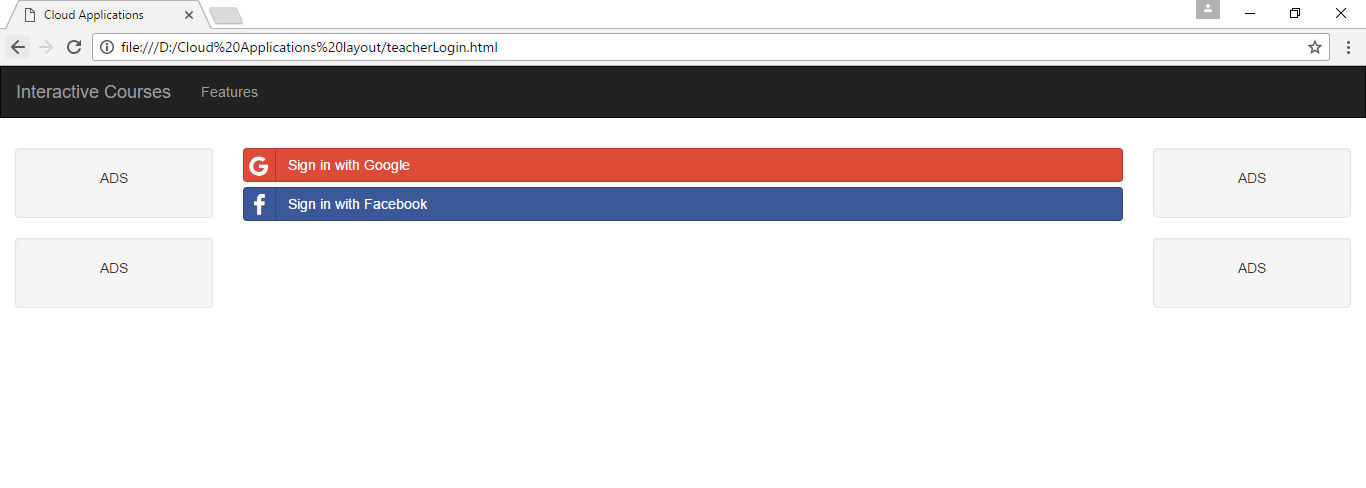 Cloud Applications
file:///D:/Cloud%20Applications%20layout/teacherLogin.html
Interactive Courses Features
ADS
Sign in with Google
ADS
Sign in with Facebook
ADS
ADS